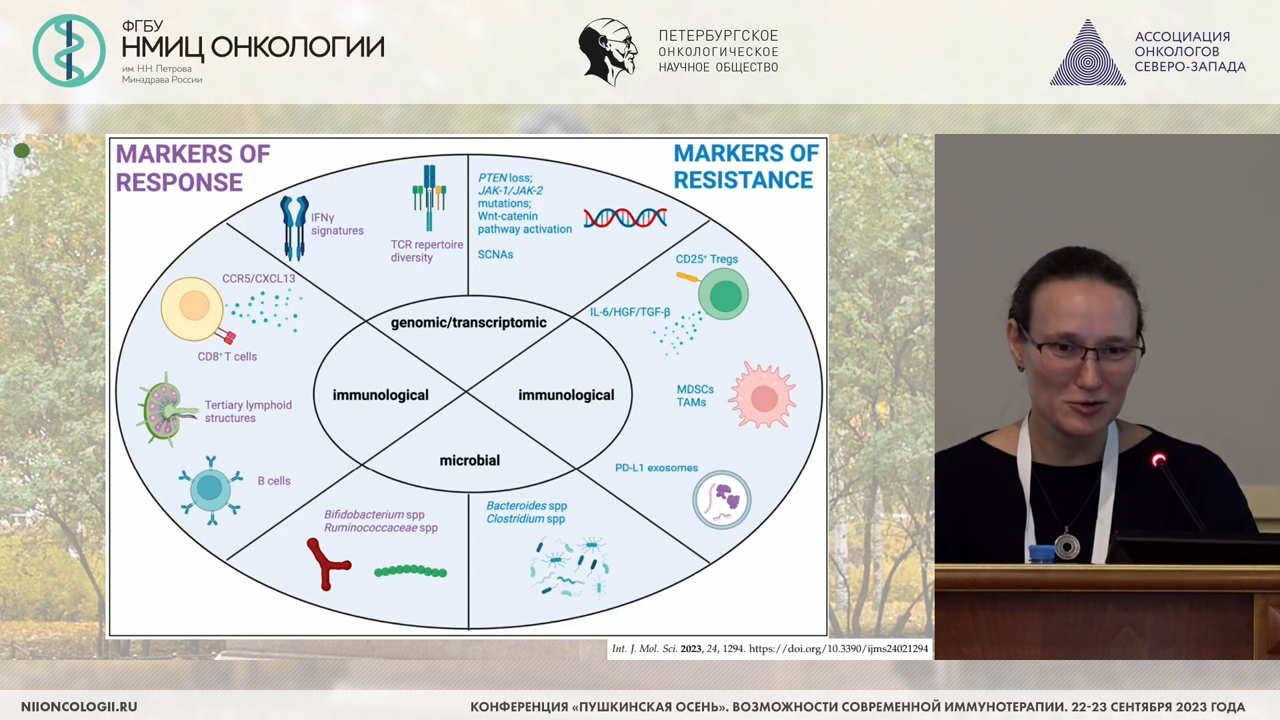 ФГБУ
НМИЦ ОНКОЛОГИИ
им. Н.Н. Петрова
Минздрава России
ПЕТЕРБУРГСКОЕ
ОНКОЛОГИЧЕСКОЕ
НАУЧНОЕ ОБЩЕСТВО
АССОЦИАЦИЯ
ОНКОЛОГОВ
СЕВЕРО-ЗАПАДА
MARKERS OF
RESPONSE
MARKERS OF
RESISTANCE
IFNγ
signatures
TCR repertoire
diversity
PTEN loss;
JAK-1/JAK-2
mutations;
Wnt-catenin
pathway activation
SCNAs
CCR5/CXCL13
CD8⁺ T cells
Tertiary lymphoid
structures
B cells
genomic/transcriptomic
immunological
immunological
microbial
CD25⁺ Tregs
IL-6/HGF/TGF-β
MDSCs
TAMs
PD-L1 exosomes
Bifidobacterium spp
Ruminococcaceae spp
Bacteroides spp
Clostridium spp
Int. J. Mol. Sci. 2023, 24, 1294. https://doi.org/10.3390/ijms24021294
NIIONCOLOGII.RU
КОНФЕРЕНЦИЯ «ПУШКИНСКАЯ ОСЕНЬ». ВОЗМОЖНОСТИ СОВРЕМЕННОЙ ИММУНОТЕРАПИИ. 22-23 СЕНТЯБРЯ 2023 ГОДА